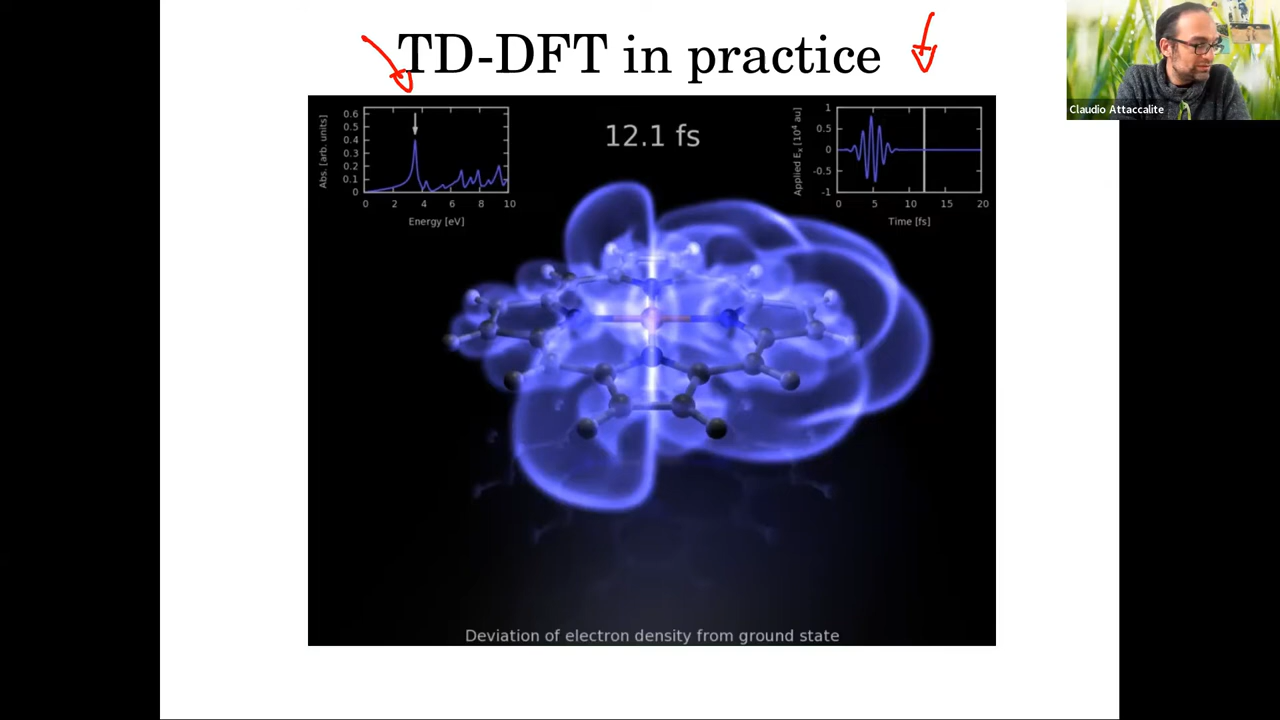 TD-DFT in practice
Claudio Attaccalite
12.1 fs
Abs. [arb. units]
0.6
0.5
0.4
0.3
0.2
0.1
0
0 2 4 6 8 10
Energy [eV]
Applied Eₓ [10⁻⁴ au]
1
0.5
0
-0.5
-1
0 5 10 15 20
Time [fs]
Deviation of electron density from ground state